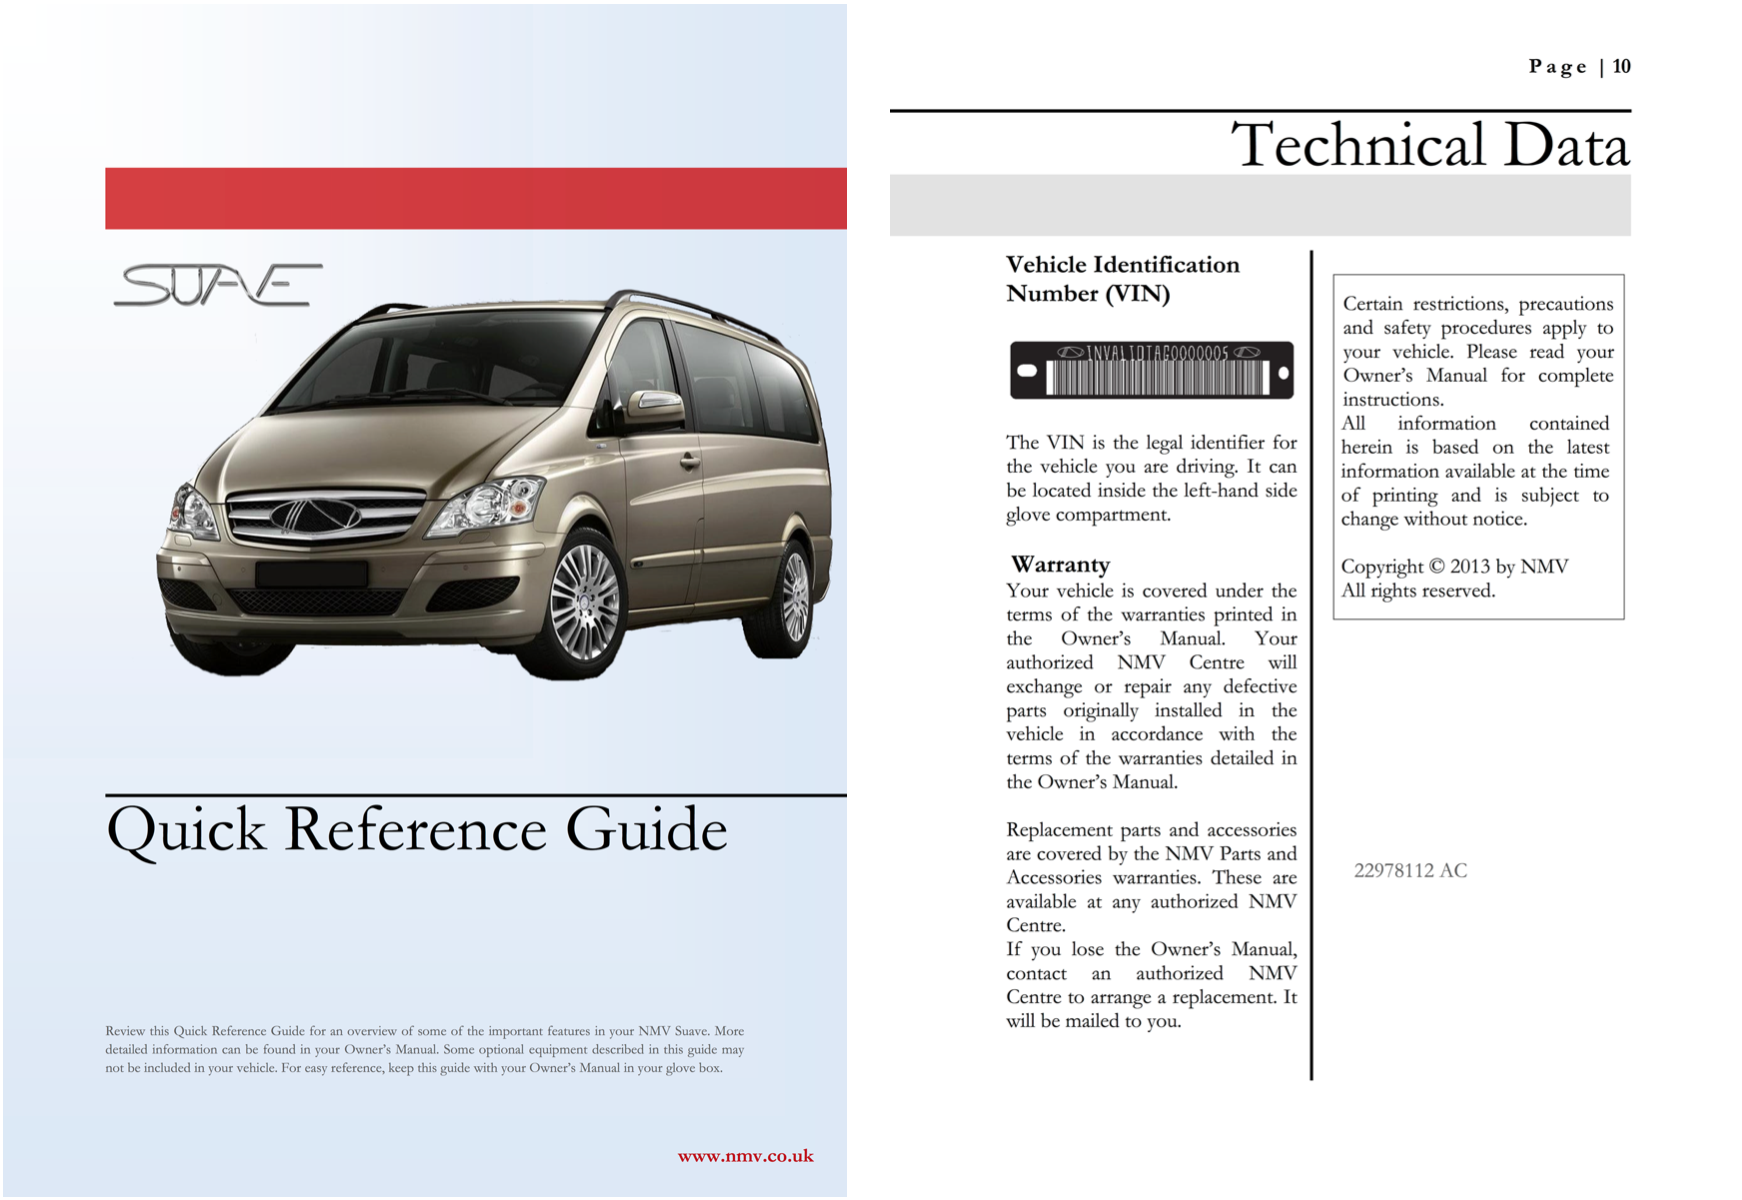 SUAVE
Quick Reference Guide
Review this Quick Reference Guide for an overview of some of the important features in your NMV Suave. More
detailed information can be found in your Owner's Manual. Some optional equipment described in this guide may
not be included in your vehicle. For easy reference, keep this guide with your Owner's Manual in your glove box.
www.nmv.co.uk
Page | 10
Technical Data
Vehicle Identification
Number (VIN)
INVALIDTAG0000005
The VIN is the legal identifier for
the vehicle you are driving. It can
be located inside the left-hand side
glove compartment.
Warranty
Your vehicle is covered under the
terms of the warranties printed in
the Owner's Manual. Your
authorized NMV Centre will
exchange or repair any defective
parts originally installed in the
vehicle in accordance with the
terms of the warranties detailed in
the Owner's Manual.
Replacement parts and accessories
are covered by the NMV Parts and
Accessories warranties. These are
available at any authorized NMV
Centre.
If you lose the Owner's Manual,
contact an authorized NMV
Centre to arrange a replacement. It
will be mailed to you.
Certain restrictions, precautions
and safety procedures apply to
your vehicle. Please read your
Owner's Manual for complete
instructions.
All information contained
herein is based on the latest
information available at the time
of printing and is subject to
change without notice.
Copyright © 2013 by NMV
All rights reserved.
22978112 AC